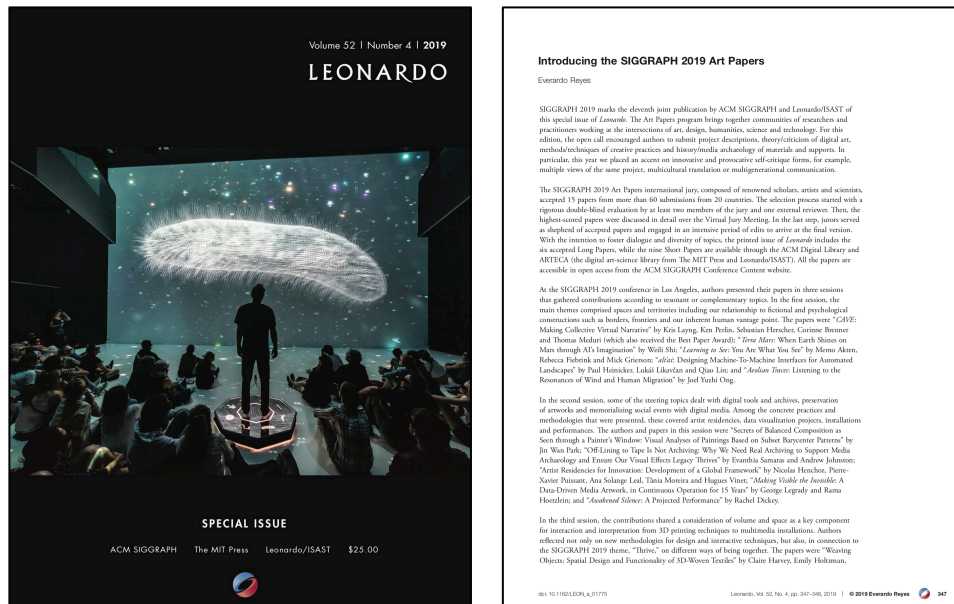 Volume 52 | Number 4 | 2019
LEONARDO
SPECIAL ISSUE
ACM SIGGRAPH The MIT Press Leonardo/ISAST $25.00
Introducing the SIGGRAPH 2019 Art Papers
Everardo Reyes
SIGGRAPH 2019 marks the eleventh joint publication by ACM SIGGRAPH and Leonardo/ISAST of
this special issue of Leonardo. The Art Papers program brings together communities of researchers and
practitioners working at the intersections of art, design, humanities, science and technology. For this
edition, the open call encouraged authors to submit project descriptions, theory/criticism of digital art,
methods/techniques of creative practices and history/media archaeology of materials and supports. In
particular, this year we placed an accent on innovative and provocative self-critique forms, for example,
multiple views of the same project, multicultural translation or multigenerational communication.
The SIGGRAPH 2019 Art Papers international jury, composed of renowned scholars, artists and scientists,
accepted 15 papers from more than 60 submissions from 20 countries. The selection process started with a
rigorous double-blind evaluation by at least two members of the jury and one external reviewer. Then, the
highest-scored papers were discussed in detail over the Virtual Jury Meeting. In the last step, jurors served
as shepherd of accepted papers and engaged in an intensive period of edits to arrive at the final version.
With the intention to foster dialogue and diversity of topics, the printed issue of Leonardo includes the
six accepted Long Papers, while the nine Short Papers are available through the ACM Digital Library and
ARTECA (the digital art-science library from The MIT Press and Leonardo/ISAST). All the papers are
accessible in open access from the ACM SIGGRAPH Conference Content website.
At the SIGGRAPH 2019 conference in Los Angeles, authors presented their papers in three sessions
that gathered contributions according to resonant or complementary topics. In the first session, the
main themes comprised spaces and territories including our relationship to fictional and psychological
constructions such as borders, frontiers and our inherent human vantage point. The papers were "CAVE:
Making Collective Virtual Narrative" by Kris Layng, Ken Perlin, Sebastian Herscher, Corinne Brenner
and Thomas Meduri (which also received the Best Paper Award); "Terra Mars: When Earth Shines on
Mars through AI's Imagination" by Weili Shi; "Learning to See: You Are What You See" by Memo Akten,
Rebecca Fiebrink and Mick Grierson; "alt'ai: Designing Machine-To-Machine Interfaces for Automated
Landscapes" by Paul Heinicker, Lukáš Likavčan and Qiao Lin; and "Aeolian Traces: Listening to the
Resonances of Wind and Human Migration" by Joel Yuzhi Ong.
In the second session, some of the steering topics dealt with digital tools and archives, preservation
of artworks and memorializing social events with digital media. Among the concrete practices and
methodologies that were presented, these covered artist residencies, data visualization projects, installations
and performances. The authors and papers in this session were "Secrets of Balanced Composition as
Seen through a Painter's Window: Visual Analyses of Paintings Based on Subset Barycenter Patterns" by
Jin Wan Park; "Off-Lining to Tape Is Not Archiving: Why We Need Real Archiving to Support Media
Archaeology and Ensure Our Visual Effects Legacy Thrives" by Evanthia Samaras and Andrew Johnston;
"Artist Residencies for Innovation: Development of a Global Framework" by Nicolas Henchoz, Pierre-
Xavier Puissant, Ana Solange Leal, Tânia Moreira and Hugues Vinet; "Making Visible the Invisible: A
Data-Driven Media Artwork, in Continuous Operation for 15 Years" by George Legrady and Rama
Hoetzlein; and "Awakened Silence: A Projected Performance" by Rachel Dickey.
In the third session, the contributions shared a consideration of volume and space as a key component
for interaction and interpretation from 3D printing techniques to multimedia installations. Authors
reflected not only on new methodologies for design and interactive techniques, but also, in connection to
the SIGGRAPH 2019 theme, "Thrive," on different ways of being together. The papers were "Weaving
Objects: Spatial Design and Functionality of 3D-Woven Textiles" by Claire Harvey, Emily Holtzman,
doi: 10.1162/LEON_a_01775 Leonardo, Vol. 52, No. 4, pp. 347–348, 2019 | © 2019 Everardo Reyes 347